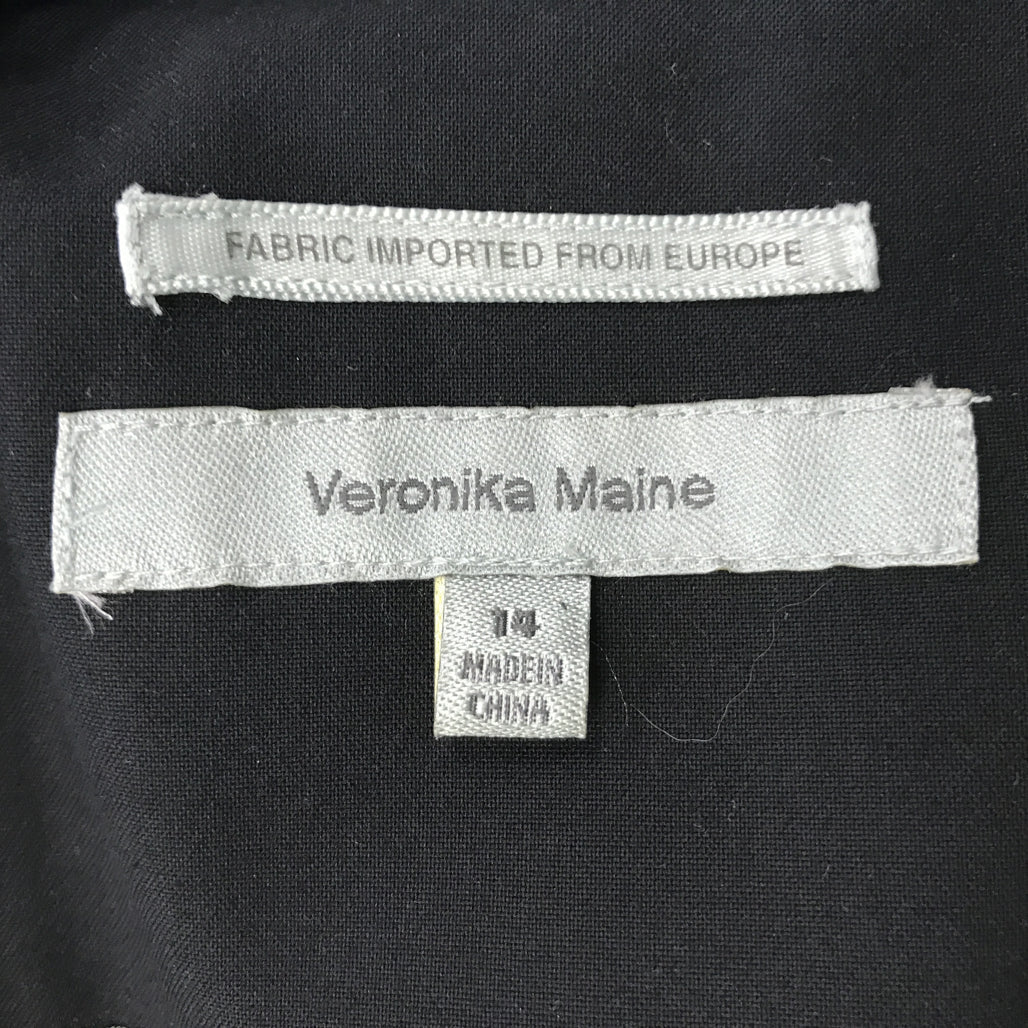 FABRIC IMPORTED FROM EUROPE
Veronika Maine
14
MADE IN
CHINA